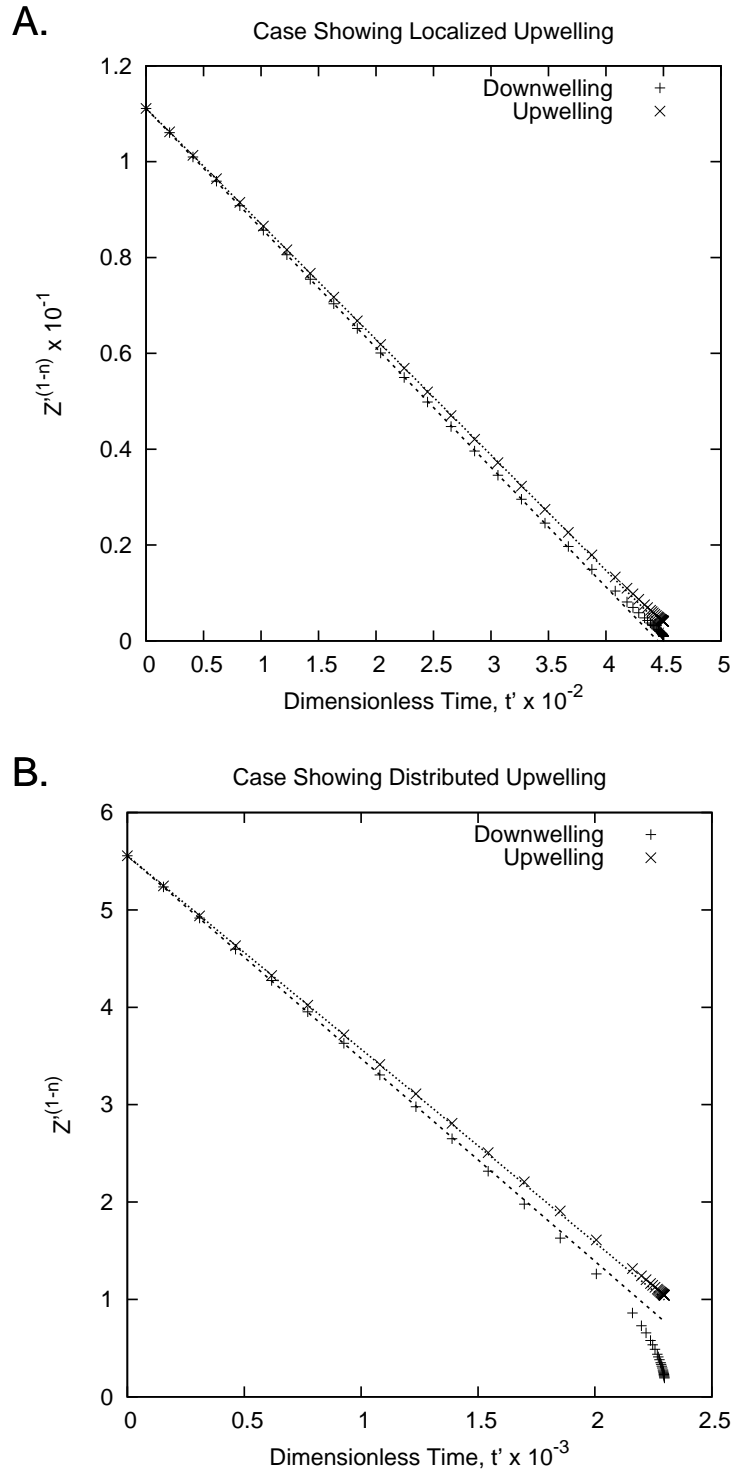 A.
Case Showing Localized Upwelling
Downwelling
Upwelling
1.2
1
0.8
0.6
0.4
0.2
0
Z'(1-n) x 10-1
0 0.5 1 1.5 2 2.5 3 3.5 4 4.5 5
Dimensionless Time, t' x 10-2
B.
Case Showing Distributed Upwelling
Downwelling
Upwelling
6
5
4
3
2
1
0
Z'(1-n)
0 0.5 1 1.5 2 2.5
Dimensionless Time, t' x 10-3